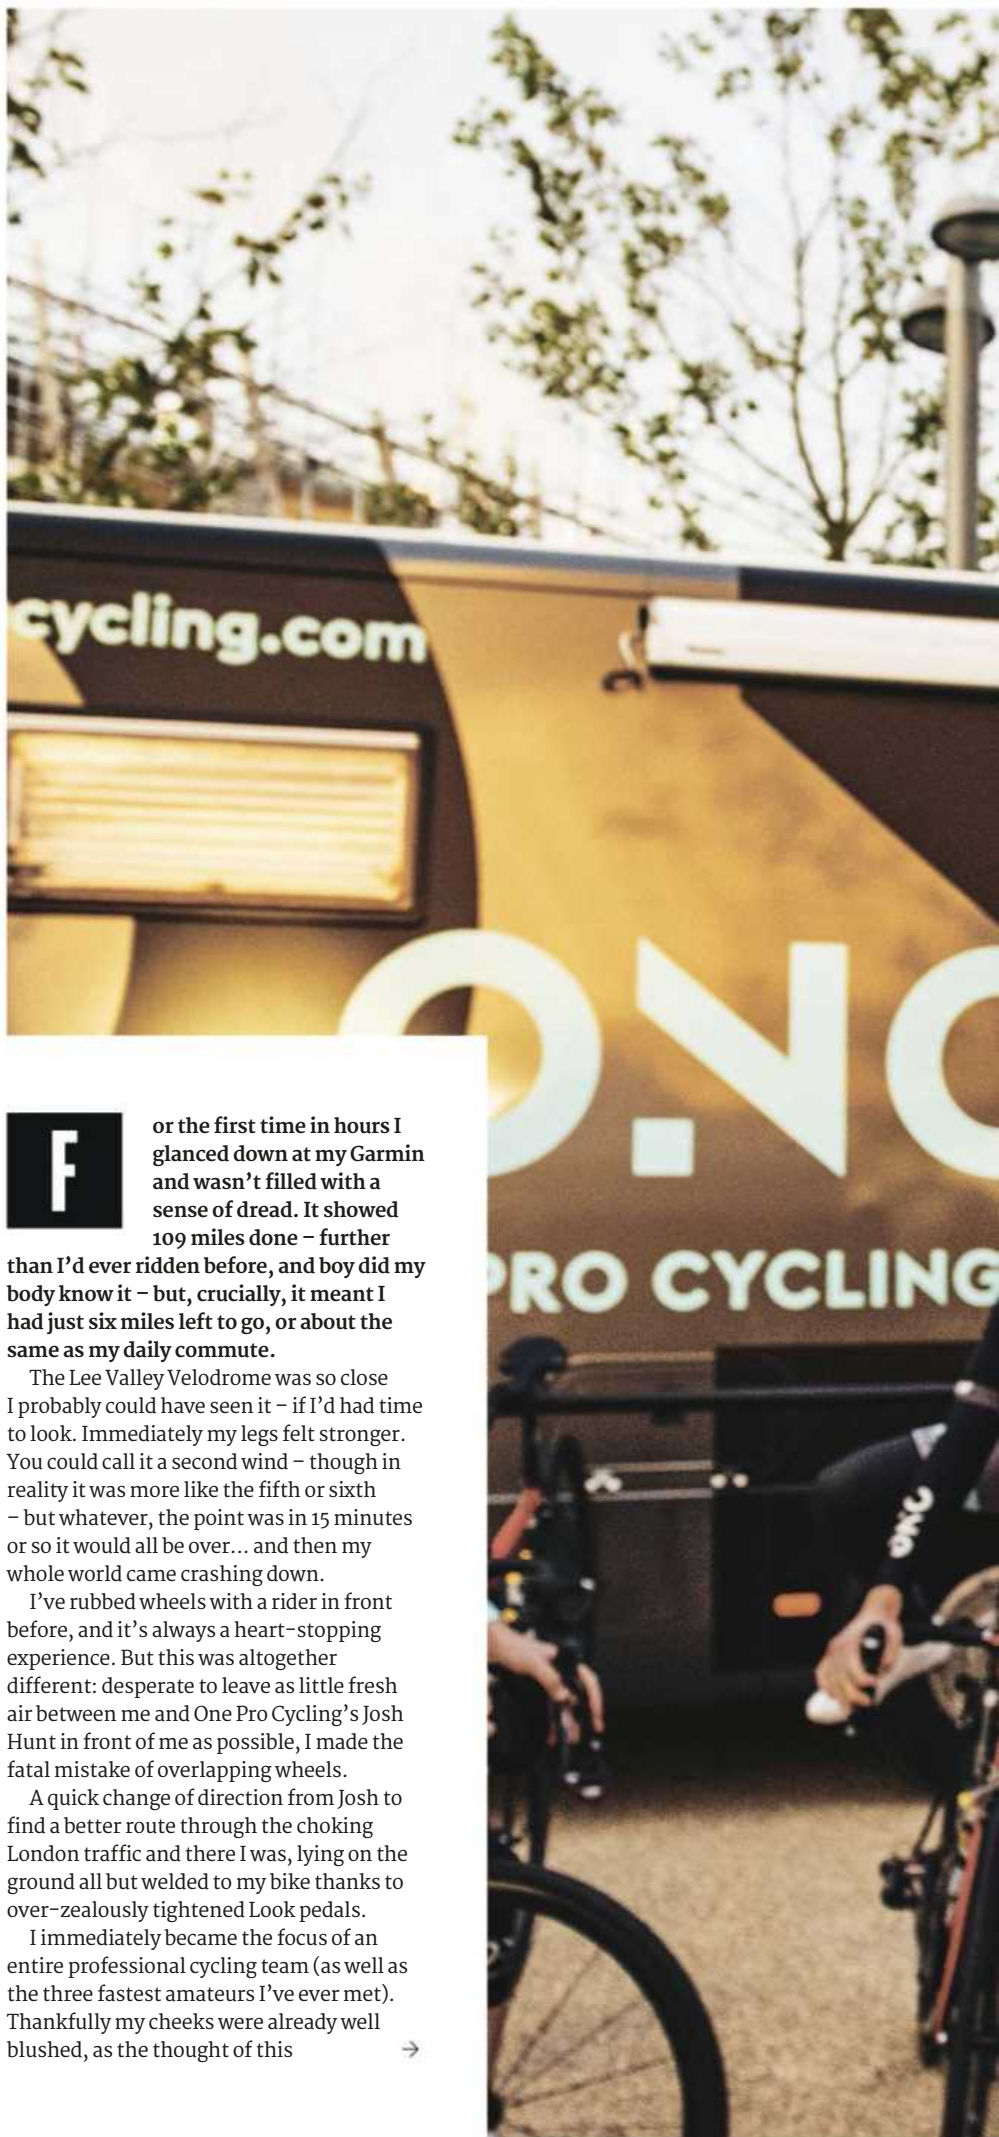 cycling.com
O.NC
PRO CYCLING
ONE
For the first time in hours I
glanced down at my Garmin
and wasn't filled with a
sense of dread. It showed
109 miles done – further
than I'd ever ridden before, and boy did my
body know it – but, crucially, it meant I
had just six miles left to go, or about the
same as my daily commute.
The Lee Valley Velodrome was so close
I probably could have seen it – if I'd had time
to look. Immediately my legs felt stronger.
You could call it a second wind – though in
reality it was more like the fifth or sixth
– but whatever, the point was in 15 minutes
or so it would all be over… and then my
whole world came crashing down.
I've rubbed wheels with a rider in front
before, and it's always a heart-stopping
experience. But this was altogether
different: desperate to leave as little fresh
air between me and One Pro Cycling's Josh
Hunt in front of me as possible, I made the
fatal mistake of overlapping wheels.
A quick change of direction from Josh to
find a better route through the choking
London traffic and there I was, lying on the
ground all but welded to my bike thanks to
over-zealously tightened Look pedals.
I immediately became the focus of an
entire professional cycling team (as well as
the three fastest amateurs I've ever met).
Thankfully my cheeks were already well
blushed, as the thought of this →